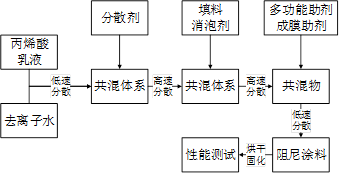 丙烯酸
乳液
去离子水
低速
分散
分散剂
共混体系
高速
分散
填料
消泡剂
共混体系
高速
分散
多功能助剂
成膜助剂
共混物
低速
分散
阻尼涂料
烘干
固化
性能测试